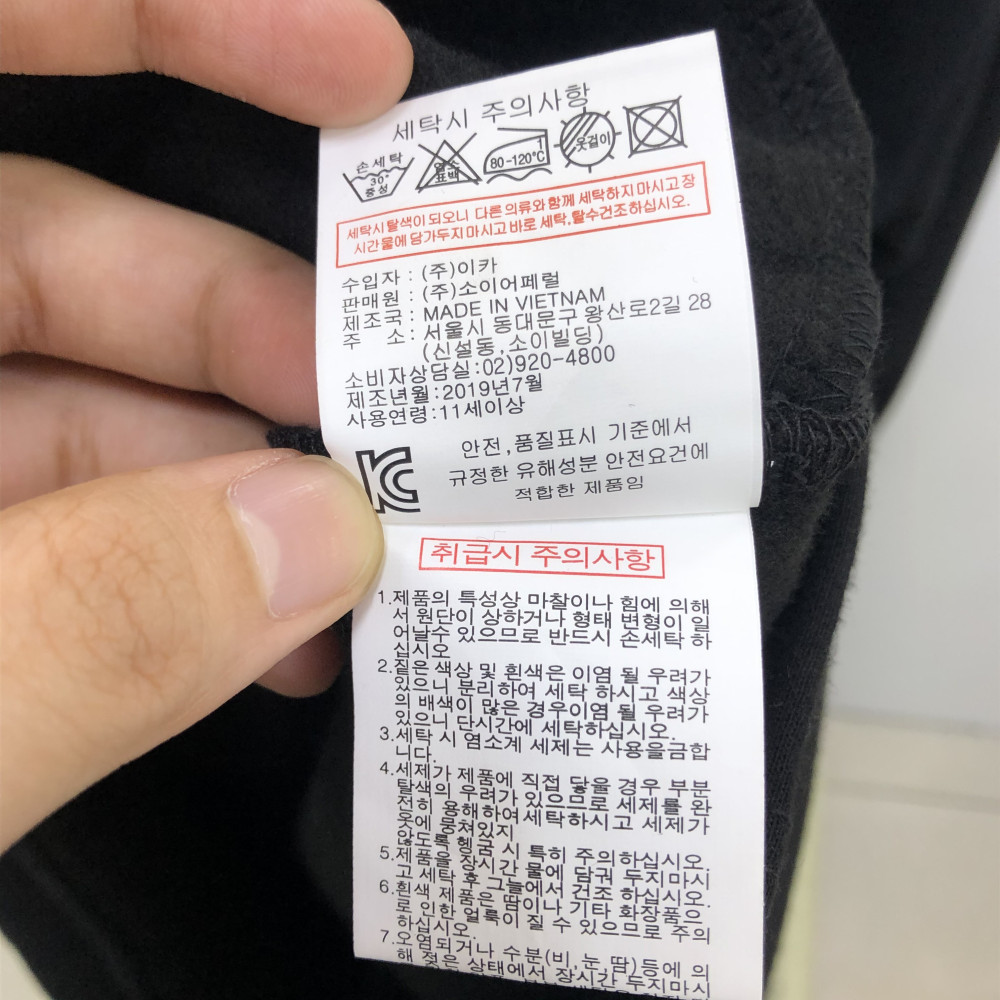 세탁시 주의사항
손세탁
30°
중성
염소
표백
1
80-120°C
옷걸이
세탁시 탈색이 되오니 다른 의류와 함께 세탁하지 마시고 장
시간 물에 담가두지 마시고 바로 세탁, 탈수건조 하십시오.
수입자 : (주)이카
판매원 : (주)소이어페럴
제조국 : MADE IN VIETNAM
주 소 : 서울시 동대문구 왕산로2길 28
(신설동,소이빌딩)
소비자상담실:02)920-4800
제조년월:2019년7월
사용연령:11세이상
안전,품질표시 기준에서
규정한 유해성분 안전요건에
적합한 제품임
취급시 주의사항
1.제품의 특성상 마찰이나 힘에 의해
서 원단이 상하거나 형태 변형이 일
어날수 있으므로 반드시 손세탁 하
십시오
2.짙은 색상 및 흰색은 이염 될 우려가
있으니 분리하여 세탁 하시고 색상
의 배색이 많은 경우이염 될 우려가
있으니 단시간에 세탁하십시오.
3.세탁 시 염소계 세제는 사용을금합
니다.
4.세제가 제품에 직접 닿을 경우 부분
탈색의 우려가 있으므로 세제를 완
전히 용해하여세탁하시고 세제가
옷에 뭉쳐있지
않도록헹굼 시 특히 주의하십시오.
5.제품을 장시간 물에 담궈 두지마시
고 세탁 후 그늘에서 건조 하십시오.
6.흰색 제품은 땀이나 기타 화장품으
로 인한 얼룩이 질 수 있으므로 주의
하십시오.
7.오염되거나 수분(비,눈 땀)등에 의
해 젖은 상태에서 장시간 두지마시